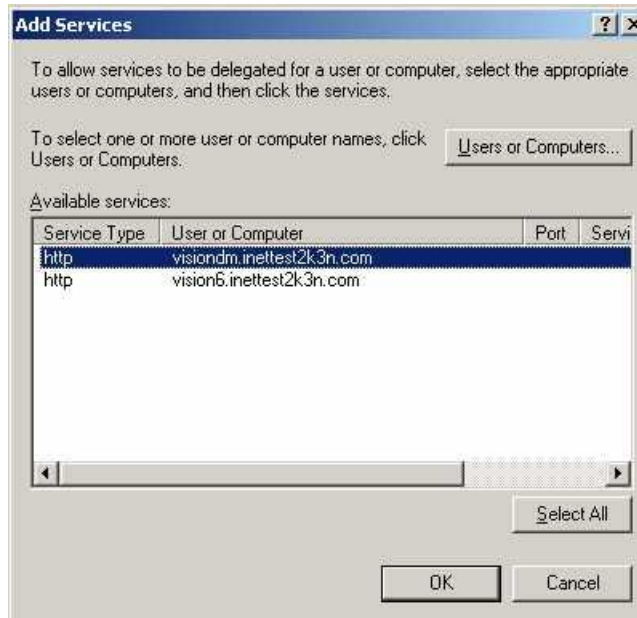 Add Services
To allow services to be delegated for a user or computer, select the appropriate
users or computers, and then click the services.
To select one or more user or computer names, click
Users or Computers.
Users or Computers...
Available services:
Service Type User or Computer Port Servi
http visiondm.inettest2k3n.com
http vision6.inettest2k3n.com
Select All
OK Cancel